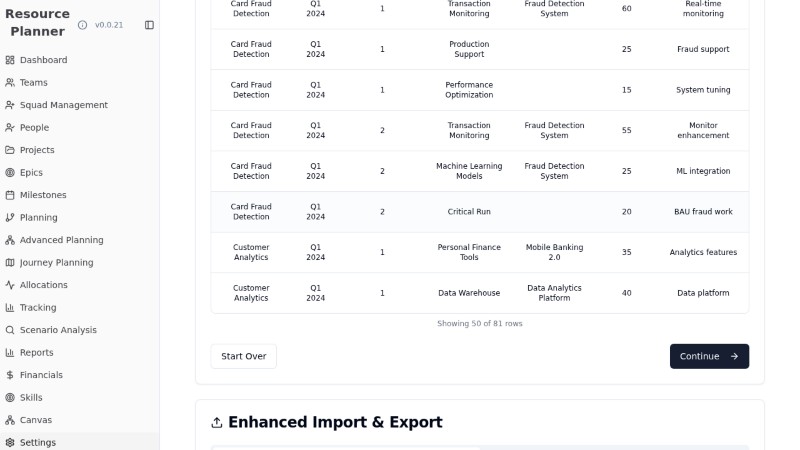 Resource
Planner
v0.0.21
Dashboard
Teams
Squad Management
People
Projects
Epics
Milestones
Planning
Advanced Planning
Journey Planning
Allocations
Tracking
Scenario Analysis
Reports
Financials
Skills
Canvas
Settings
Card Fraud Q1 Transaction Fraud Detection Real-time
Detection 2024 1 Monitoring System 60 monitoring
Card Fraud Q1 Production
Detection 2024 1 Support 25 Fraud support
Card Fraud Q1 Performance
Detection 2024 1 Optimization 15 System tuning
Card Fraud Q1 Transaction Fraud Detection Monitor
Detection 2024 2 Monitoring System 55 enhancement
Card Fraud Q1 Machine Learning Fraud Detection
Detection 2024 2 Models System 25 ML integration
Card Fraud Q1
Detection 2024 2 Critical Run 20 BAU fraud work
Customer Q1 Personal Finance Mobile Banking
Analytics 2024 1 Tools 2.0 35 Analytics features
Customer Q1 Data Analytics
Analytics 2024 1 Data Warehouse Platform 40 Data platform
Showing 50 of 81 rows
Start Over
Continue
Enhanced Import & Export